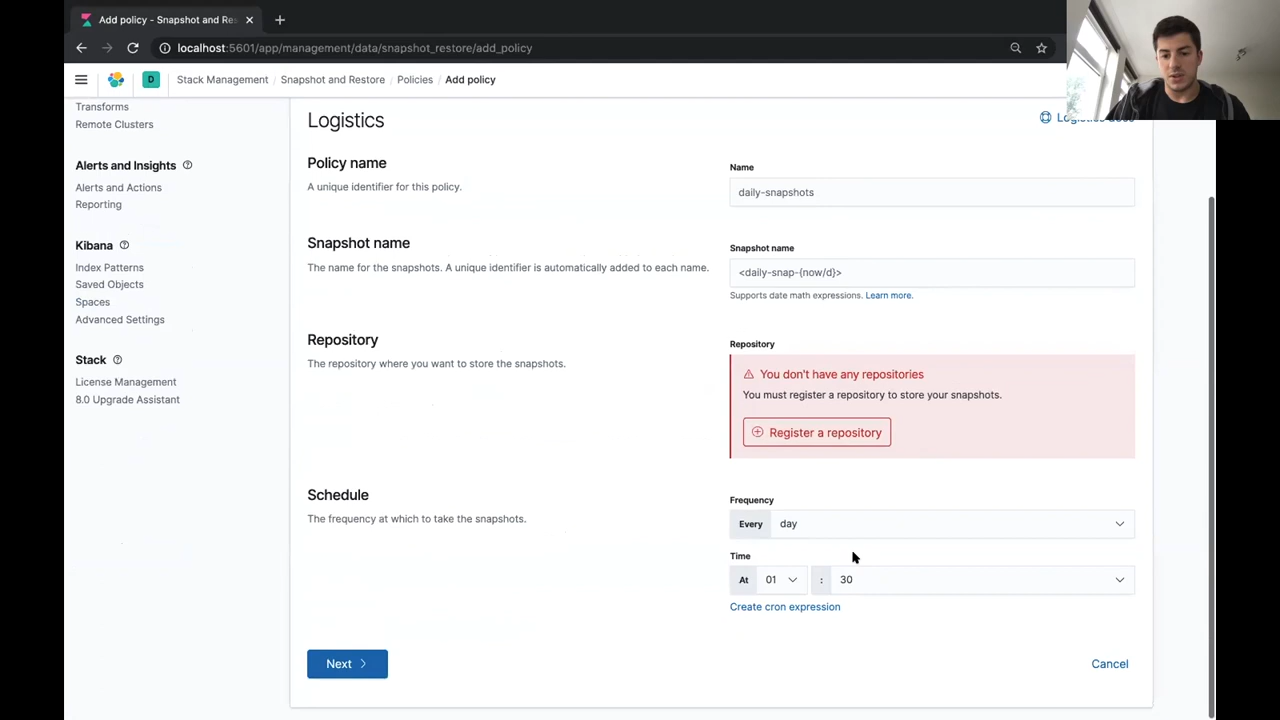 Add policy - Snapshot and Res
localhost:5601/app/management/data/snapshot_restore/add_policy
D
Stack Management / Snapshot and Restore / Policies / Add policy
Transforms
Remote Clusters
Alerts and Insights
Alerts and Actions
Reporting
Kibana
Index Patterns
Saved Objects
Spaces
Advanced Settings
Stack
License Management
8.0 Upgrade Assistant
Logistics
Logistics docs
Policy name
A unique identifier for this policy.
Name
daily-snapshots
Snapshot name
The name for the snapshots. A unique identifier is automatically added to each name.
Snapshot name
<daily-snap-{now/d}>
Supports date math expressions. Learn more.
Repository
The repository where you want to store the snapshots.
Repository
You don't have any repositories
You must register a repository to store your snapshots.
Register a repository
Schedule
The frequency at which to take the snapshots.
Frequency
Every day
Time
At 01 : 30
Create cron expression
Next
Cancel